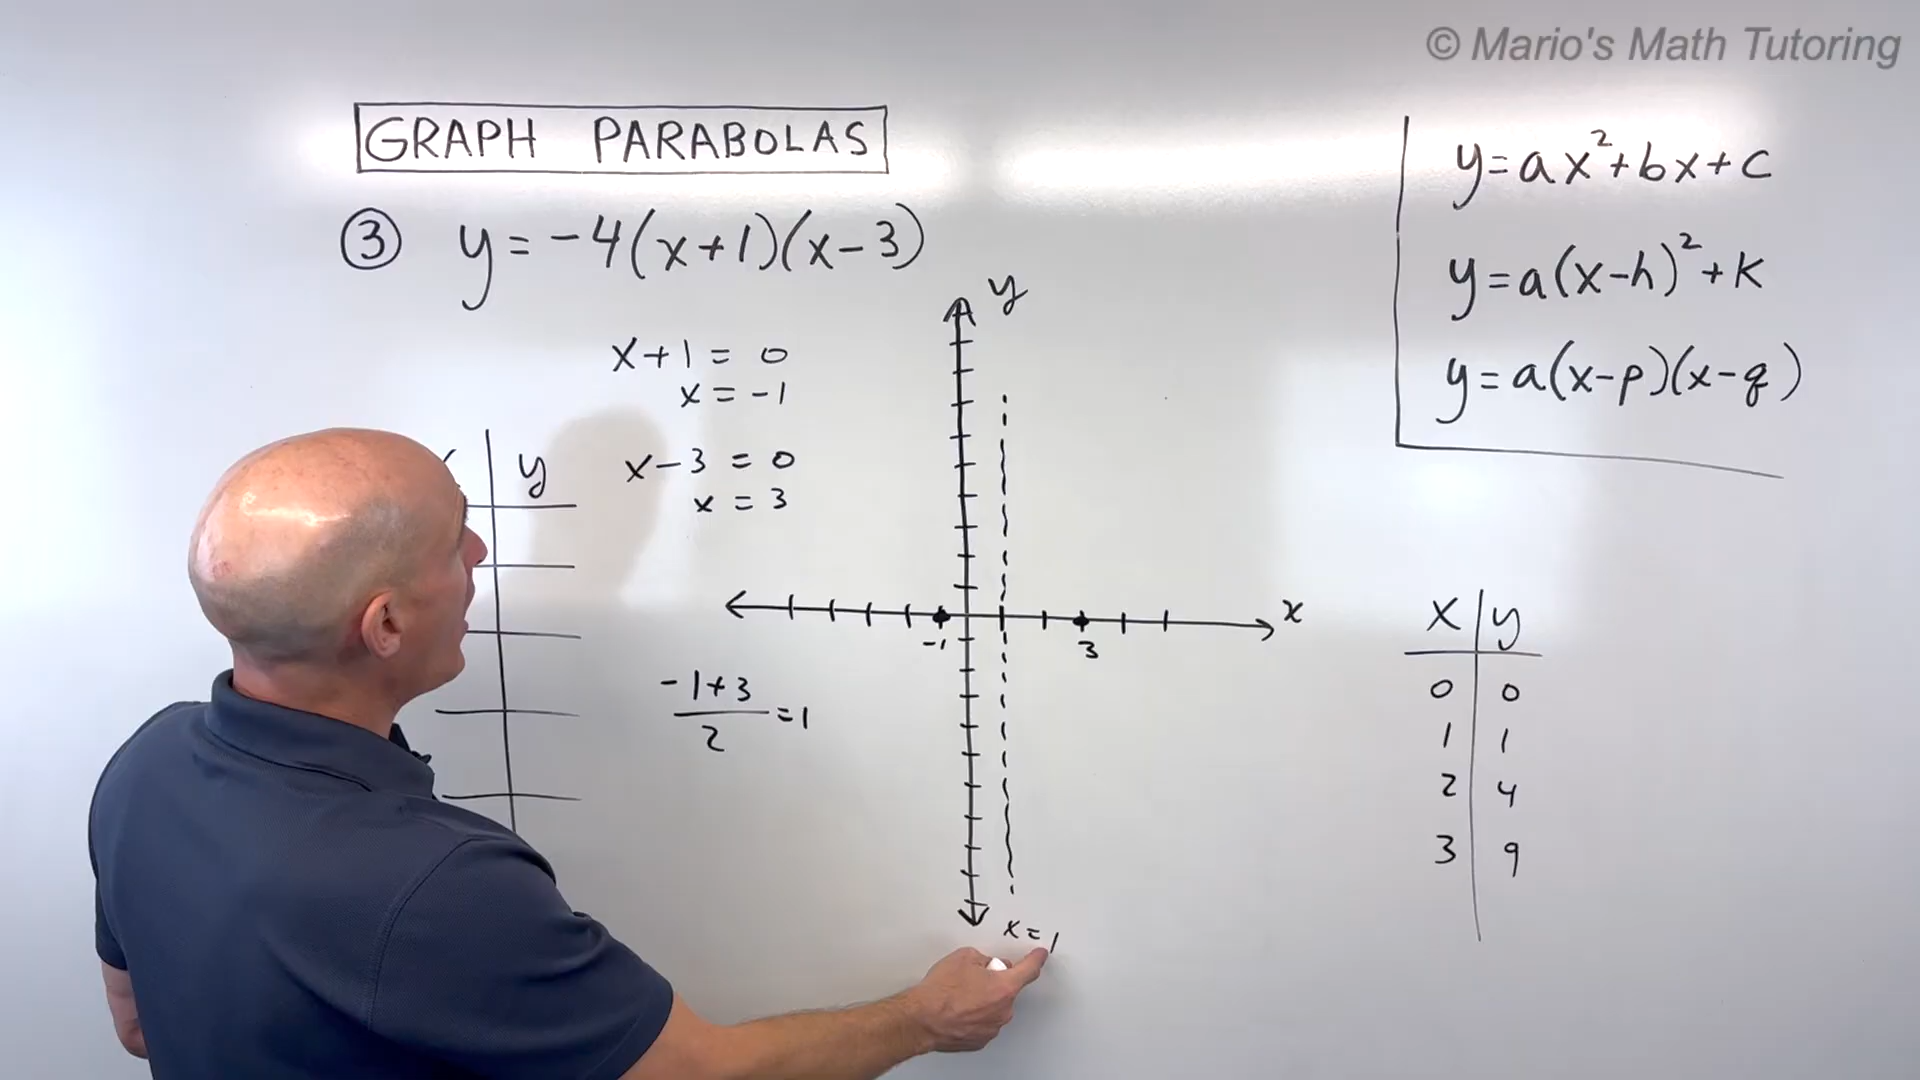 © Mario's Math Tutoring
GRAPH PARABOLAS
③ y=-4(x+1)(x-3)
x+1=0
x=-1
x-3=0
x=3
-1+3
2
=1
y
y
x
-1
3
x=1
y=ax²+bx+c
y=a(x-h)²+k
y=a(x-p)(x-q)
x y
0 0
1 1
2 4
3 9